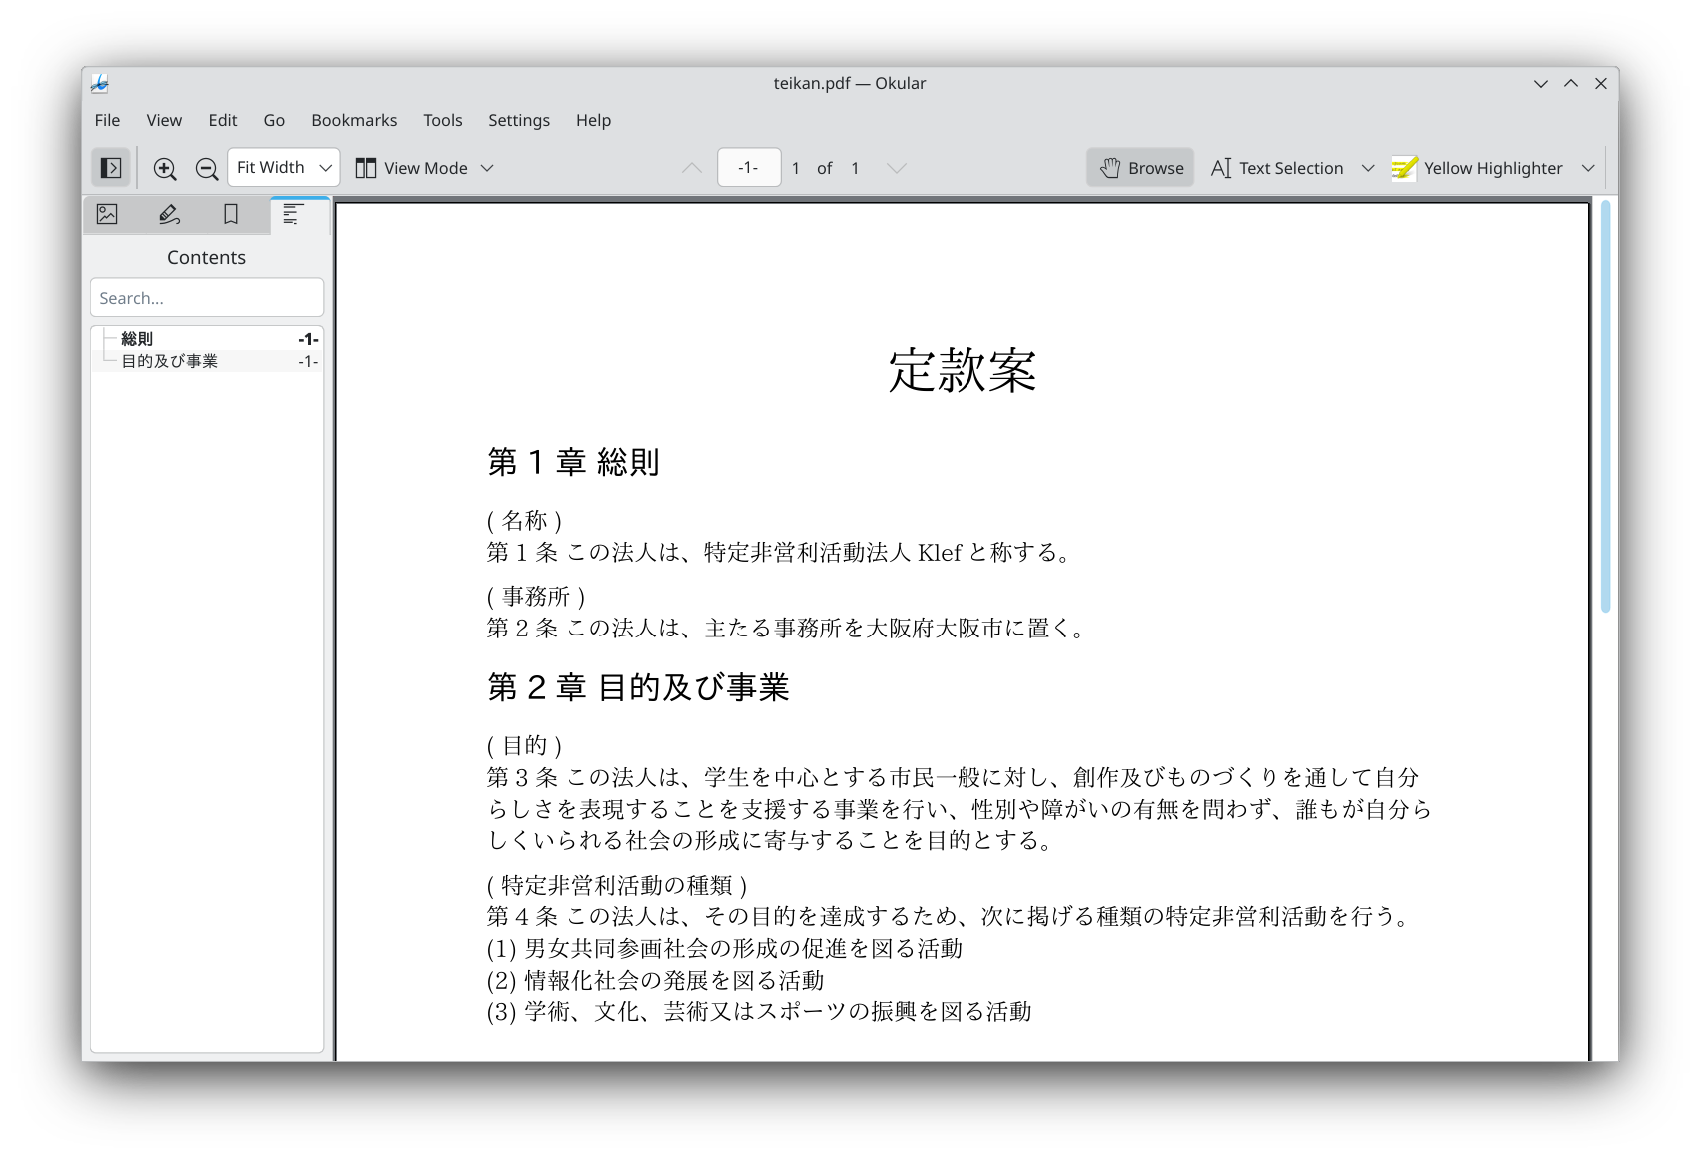 teikan.pdf — Okular
File View Edit Go Bookmarks Tools Settings Help
Fit Width View Mode -1- 1 of 1 Browse Text Selection Yellow Highlighter
Contents
Search...
総則 -1-
目的及び事業 -1-
定款案
第 1 章 総則
( 名称 )
第 1 条 この法人は、特定非営利活動法人 Klef と称する。
( 事務所 )
第 2 条 この法人は、主たる事務所を大阪府大阪市に置く。
第 2 章 目的及び事業
( 目的 )
第 3 条 この法人は、学生を中心とする市民一般に対し、創作及びものづくりを通して自分
らしさを表現することを支援する事業を行い、性別や障がいの有無を問わず、誰もが自分ら
しくいられる社会の形成に寄与することを目的とする。
( 特定非営利活動の種類 )
第 4 条 この法人は、その目的を達成するため、次に掲げる種類の特定非営利活動を行う。
(1) 男女共同参画社会の形成の促進を図る活動
(2) 情報化社会の発展を図る活動
(3) 学術、文化、芸術又はスポーツの振興を図る活動